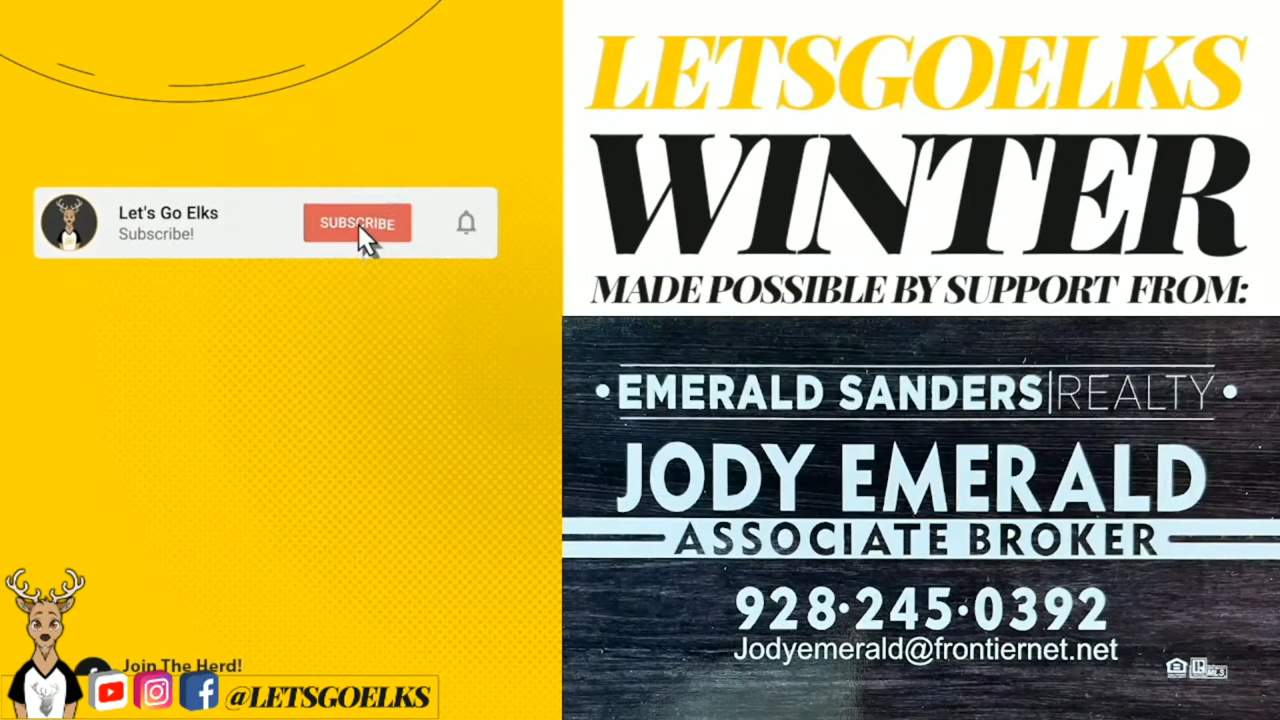 LETSGOELKS
WINTER
MADE POSSIBLE BY SUPPORT FROM:
Let's Go Elks
Subscribe!
SUBSCRIBE
•EMERALD SANDERS|REALTY•
JODY EMERALD
ASSOCIATE BROKER
928·245·0392
Jodyemerald@frontiernet.net
MLS
Join The Herd!
@LETSGOELKS